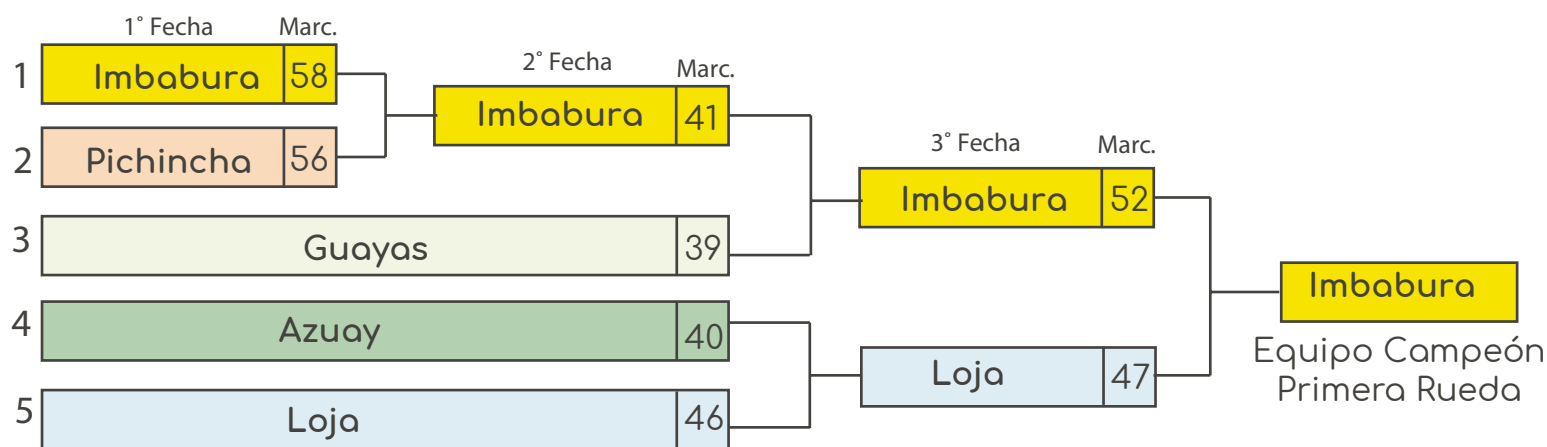 1° Fecha Marc.
1 Imbabura 58
2 Pichincha 56
2° Fecha Marc.
Imbabura 41
3 Guayas 39
4 Azuay 40
5 Loja 46
3° Fecha Marc.
Imbabura 52
Loja 47
Imbabura
Equipo Campeón
Primera Rueda